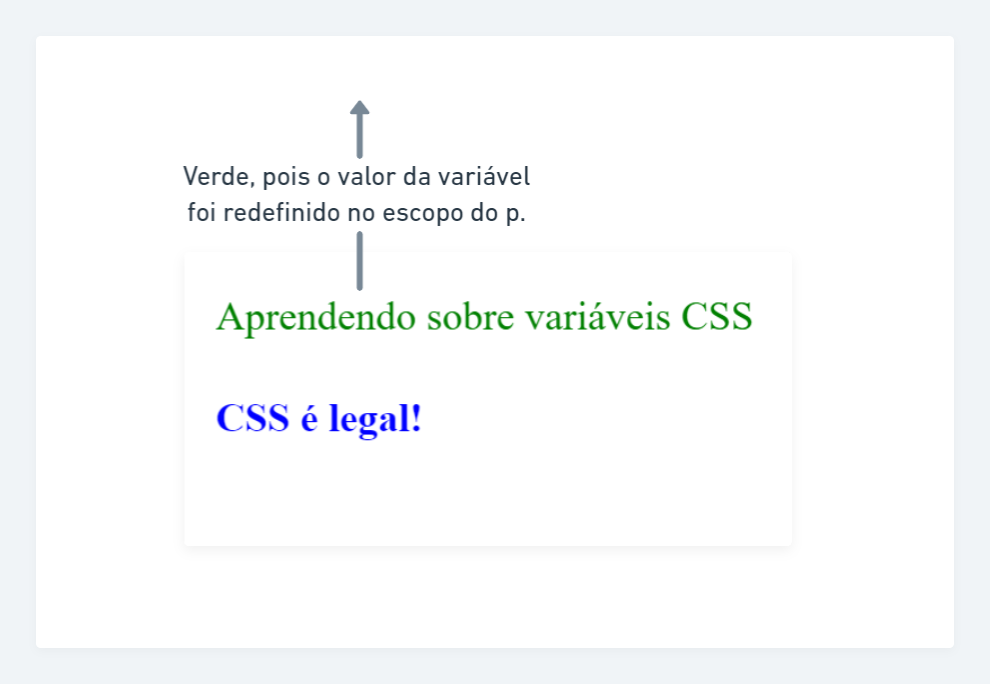 Verde, pois o valor da variável
foi redefinido no escopo do p.
Aprendendo sobre variáveis CSS
CSS é legal!